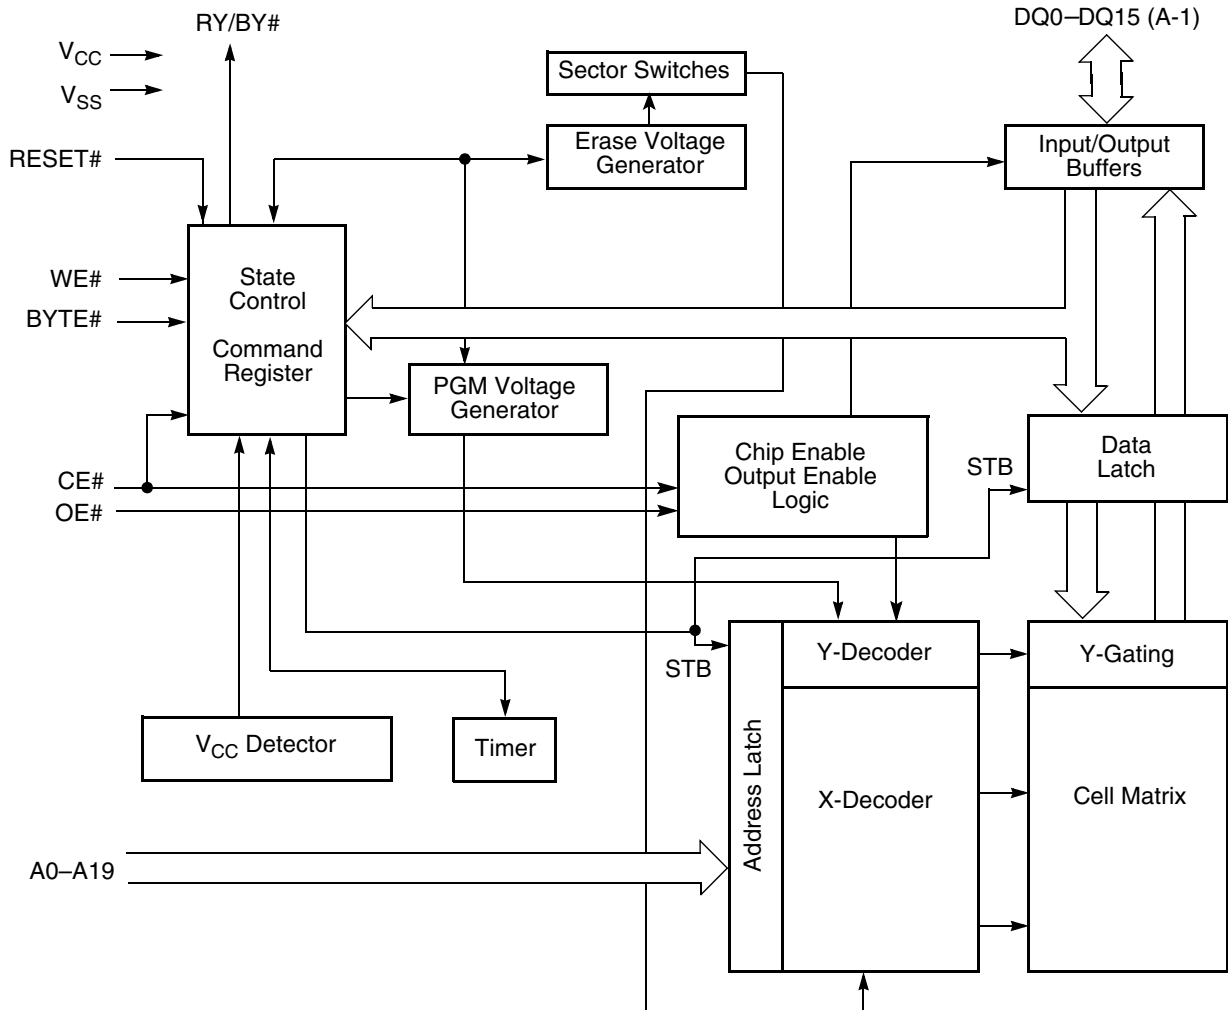 RY/BY#
DQ0–DQ15 (A-1)
VCC
VSS
Sector Switches
RESET#
Erase Voltage
Generator
Input/Output
Buffers
WE#
BYTE#
State
Control
Command
Register
PGM Voltage
Generator
Chip Enable
Output Enable
Logic
STB
Data
Latch
CE#
OE#
STB
Y-Decoder
Y-Gating
VCC Detector
Timer
Address Latch
X-Decoder
Cell Matrix
A0–A19